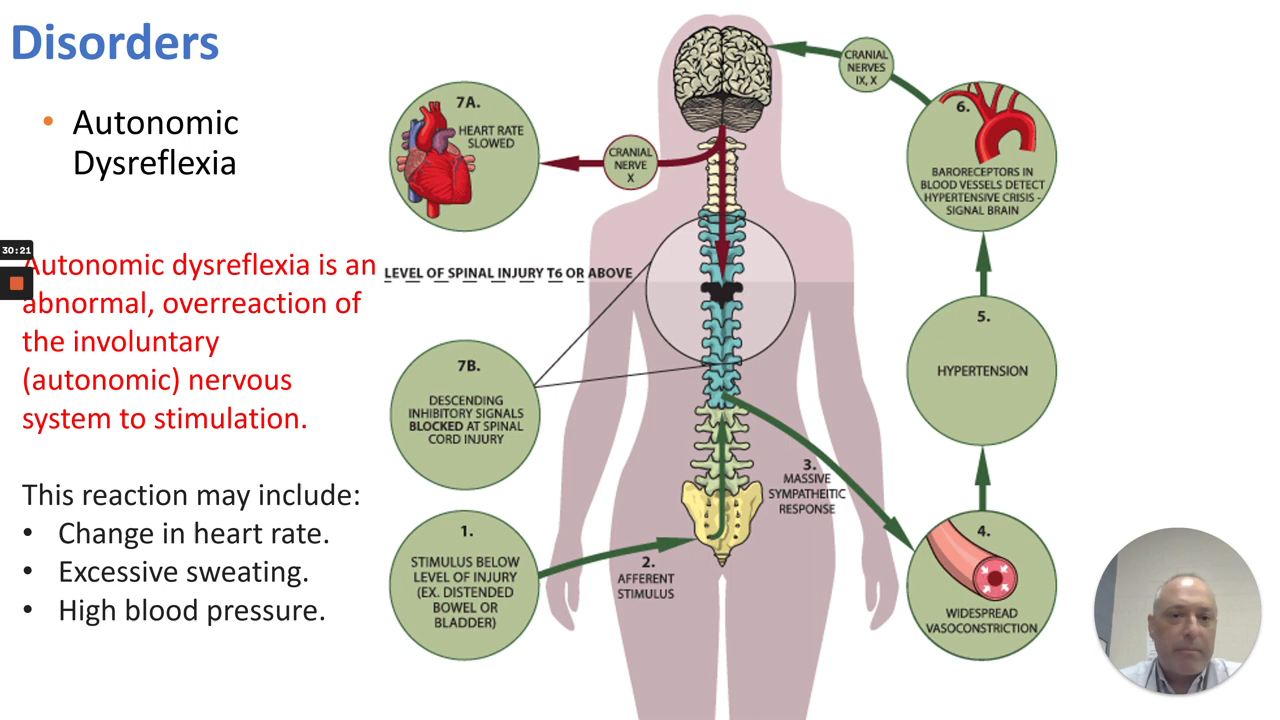 Disorders
• Autonomic
Dysreflexia
30:21
Autonomic dysreflexia is an
abnormal, overreaction of
the involuntary
(autonomic) nervous
system to stimulation.
This reaction may include:
• Change in heart rate.
• Excessive sweating.
• High blood pressure.
7A.
HEART RATE
SLOWED
CRANIAL
NERVE
X
CRANIAL
NERVES
IX, X
6.
BARORECEPTORS IN
BLOOD VESSELS DETECT
HYPERTENSIVE CRISIS -
SIGNAL BRAIN
LEVEL OF SPINAL INJURY T6 OR ABOVE
5.
HYPERTENSION
7B.
DESCENDING
INHIBITORY SIGNALS
BLOCKED AT SPINAL
CORD INJURY
3.
MASSIVE
SYMPATHEITIC
RESPONSE
1.
STIMULUS BELOW
LEVEL OF INJURY
(EX. DISTENDED
BOWEL OR
BLADDER)
2.
AFFERENT
STIMULUS
4.
WIDESPREAD
VASOCONSTRICTION